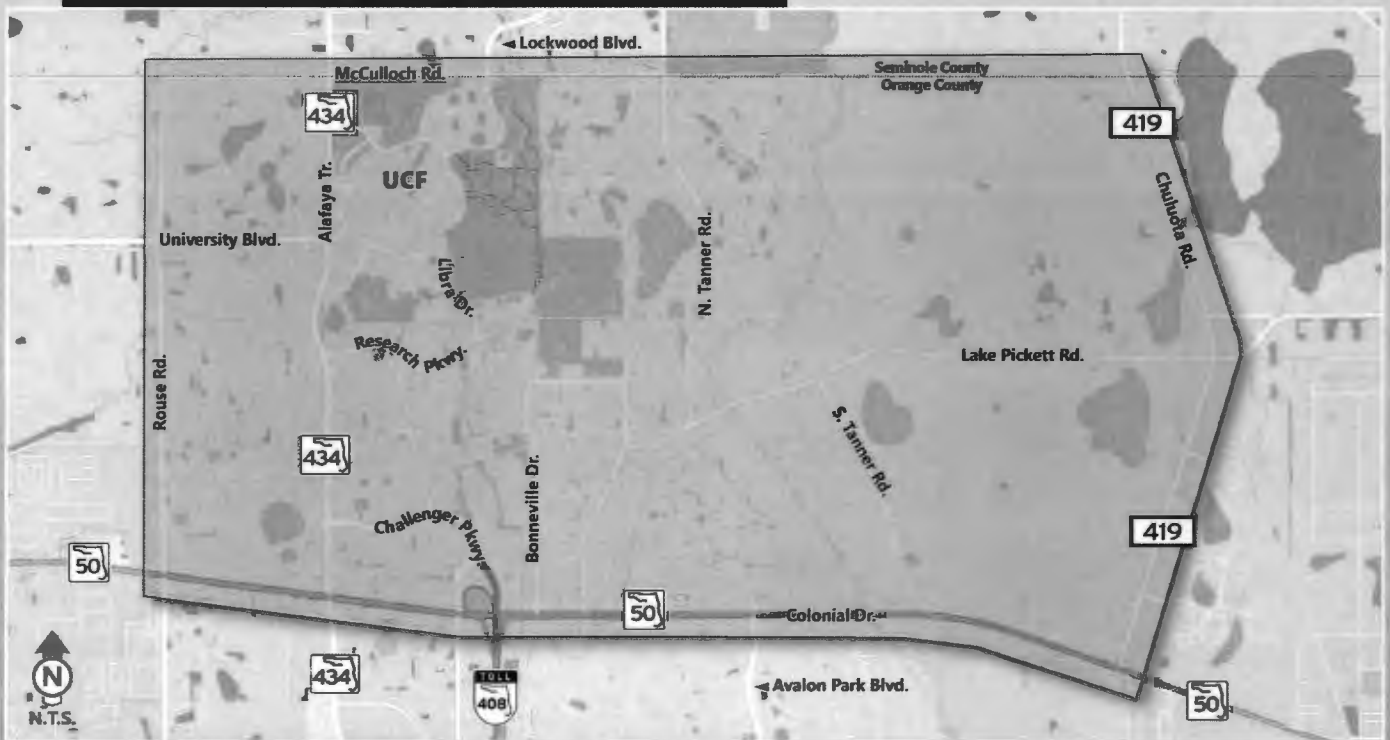 Lockwood Blvd.
McCulloch Rd.
Seminole County
Orange County
434
419
UCF
Alafaya Tr.
Chuluota Rd.
University Blvd.
N. Tanner Rd.
Libra Dr.
Research Pkwy.
Lake Pickett Rd.
Rouse Rd.
S. Tanner Rd.
434
Bonneville Dr.
Challenger Pkwy.
419
50
50
Colonial Dr.
N
N.T.S.
434
TOLL
408
Avalon Park Blvd.
50